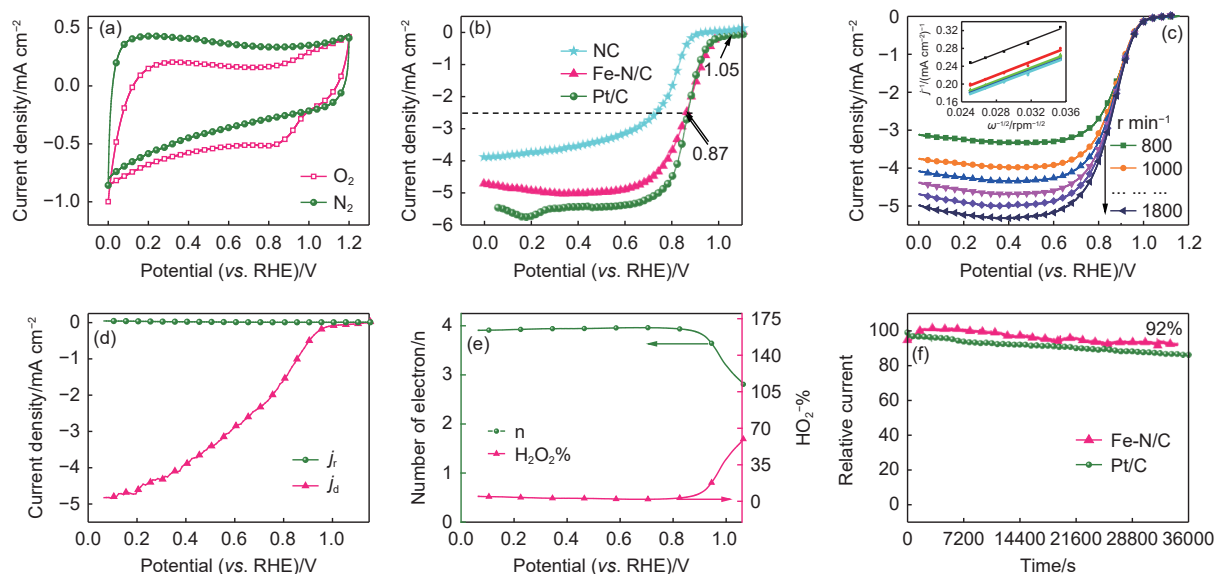 (a)
Current density/mA cm⁻²
0.5
0.0
−0.5
−1.0
O₂
N₂
0.0 0.2 0.4 0.6 0.8 1.0 1.2
Potential (vs. RHE)/V
(b)
Current density/mA cm⁻²
0
−1
−2
−3
−4
−5
−6
NC
Fe-N/C
Pt/C
1.05
0.87
0.0 0.2 0.4 0.6 0.8 1.0
Potential (vs. RHE)/V
(c)
Current density/mA cm⁻²
0
−1
−2
−3
−4
−5
j⁻¹/(mA cm⁻²)⁻¹
0.32
0.28
0.24
0.20
0.16
0.024 0.028 0.032 0.036
ω⁻¹/²/rpm⁻¹/²
r min⁻¹
800
1000
... ... ...
1800
0.0 0.2 0.4 0.6 0.8 1.0 1.2
Potential (vs. RHE)/V
(d)
Current density/mA cm⁻²
0
−1
−2
−3
−4
−5
jᵣ
j_d
0.0 0.2 0.4 0.6 0.8 1.0
Potential (vs. RHE)/V
(e)
Number of electron/n
4
3
2
1
0
n
H₂O₂%
HO₂⁻%
175
150
112
70
45
0
0.0 0.2 0.4 0.6 0.8 1.0
Potential (vs. RHE)/V
(f)
Relative current
100
80
60
40
20
0
92%
Fe-N/C
Pt/C
0 7200 14400 21600 28800 36000
Time/s